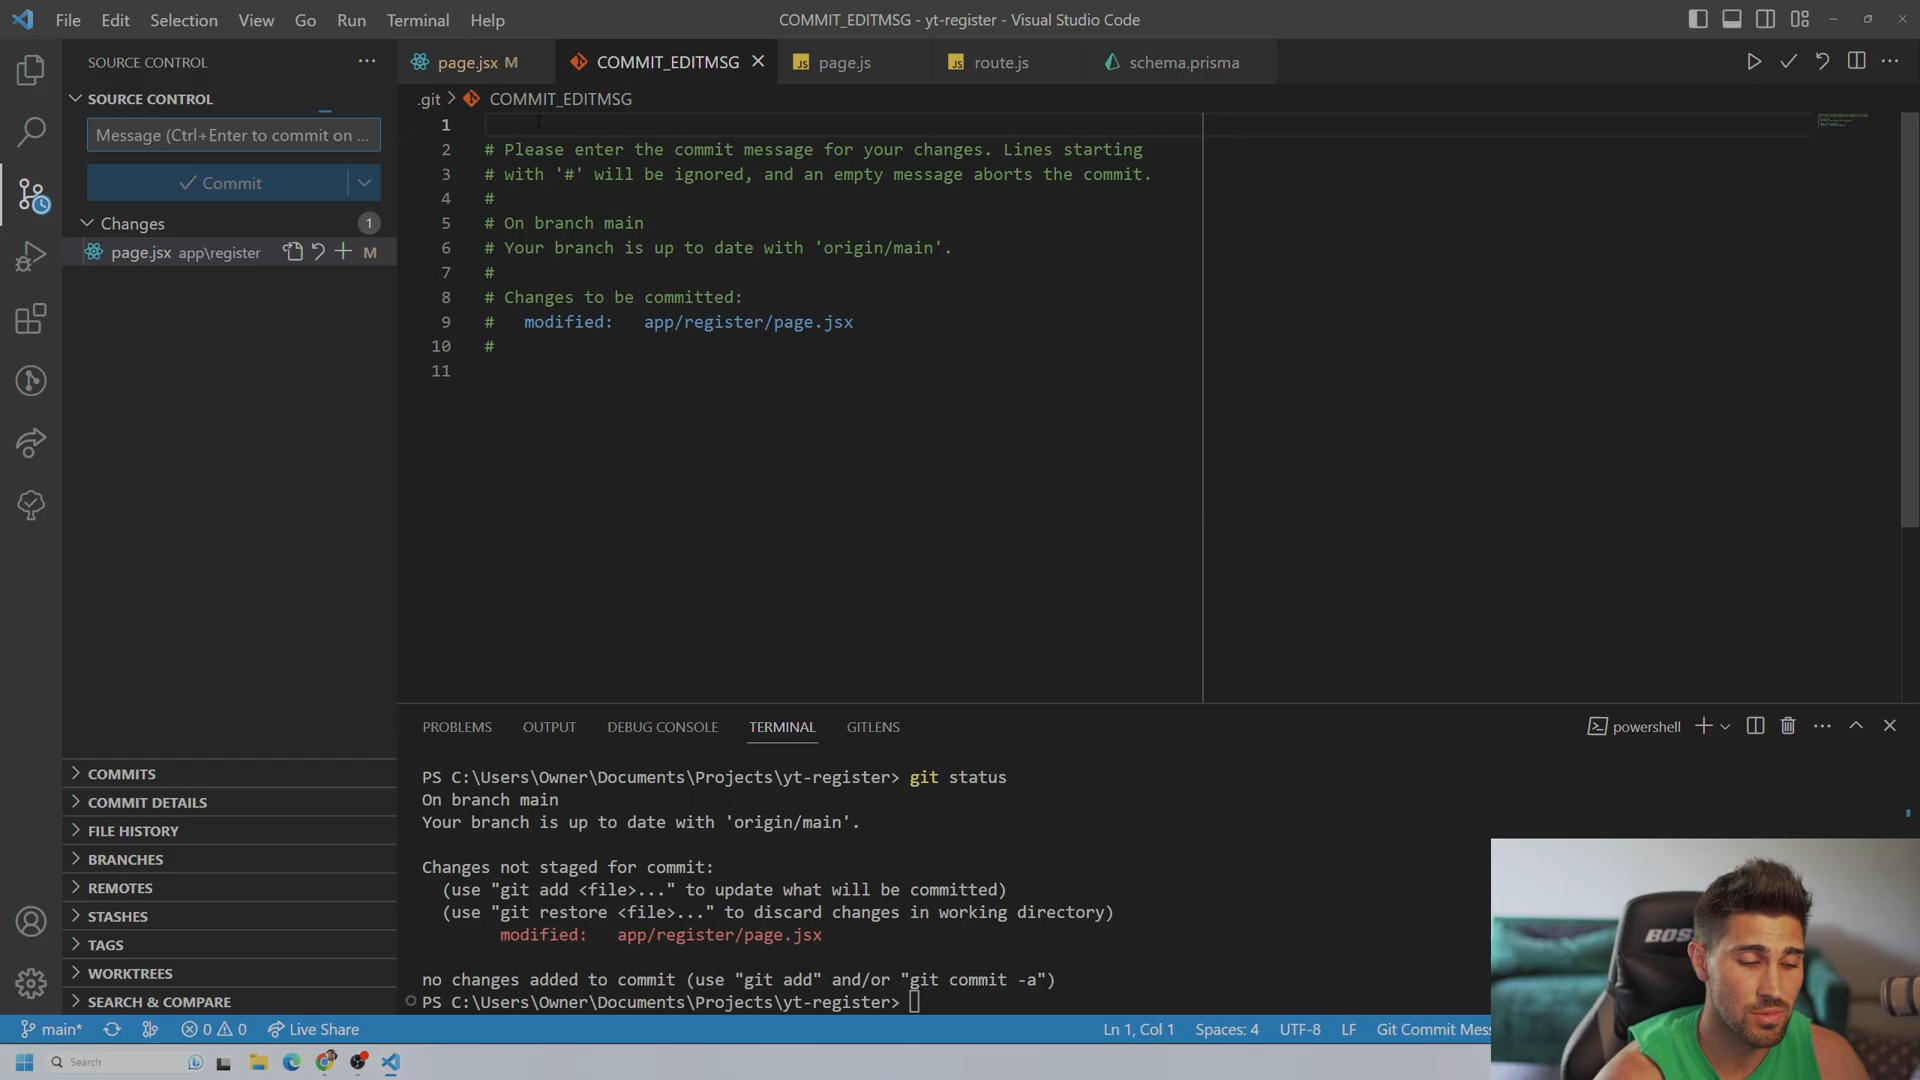 File Edit Selection View Go Run Terminal Help
COMMIT_EDITMSG - yt-register - Visual Studio Code
SOURCE CONTROL
page.jsx M
COMMIT_EDITMSG
JS page.js
JS route.js
schema.prisma
SOURCE CONTROL
Message (Ctrl+Enter to commit on ...
Commit
Changes 1
page.jsx app\register M
.git > COMMIT_EDITMSG
1
2 # Please enter the commit message for your changes. Lines starting
3 # with '#' will be ignored, and an empty message aborts the commit.
4 #
5 # On branch main
6 # Your branch is up to date with 'origin/main'.
7 #
8 # Changes to be committed:
9 # modified: app/register/page.jsx
10 #
11
COMMITS
COMMIT DETAILS
FILE HISTORY
BRANCHES
REMOTES
STASHES
TAGS
WORKTREES
SEARCH & COMPARE
PROBLEMS OUTPUT DEBUG CONSOLE TERMINAL GITLENS
powershell
PS C:\Users\Owner\Documents\Projects\yt-register> git status
On branch main
Your branch is up to date with 'origin/main'.
Changes not staged for commit:
(use "git add <file>..." to update what will be committed)
(use "git restore <file>..." to discard changes in working directory)
modified: app/register/page.jsx
no changes added to commit (use "git add" and/or "git commit -a")
PS C:\Users\Owner\Documents\Projects\yt-register>
BOS
main* 0 0 Live Share
Ln 1, Col 1 Spaces: 4 UTF-8 LF Git Commit Mes
Search